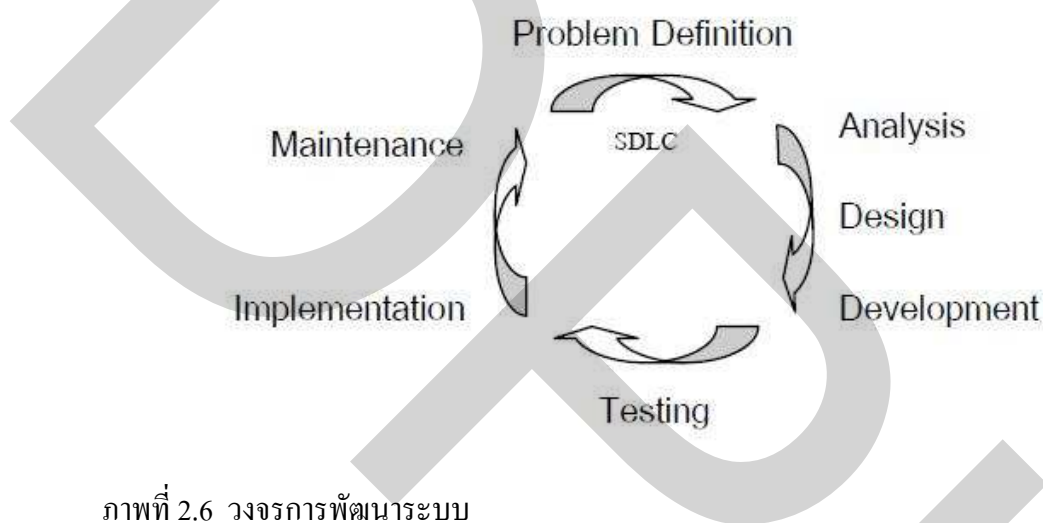 Problem Definition
Maintenance
SDLC
Analysis
Design
Implementation
Development
Testing
ภาพที่ 2.6 วงจรการพัฒนาระบบ